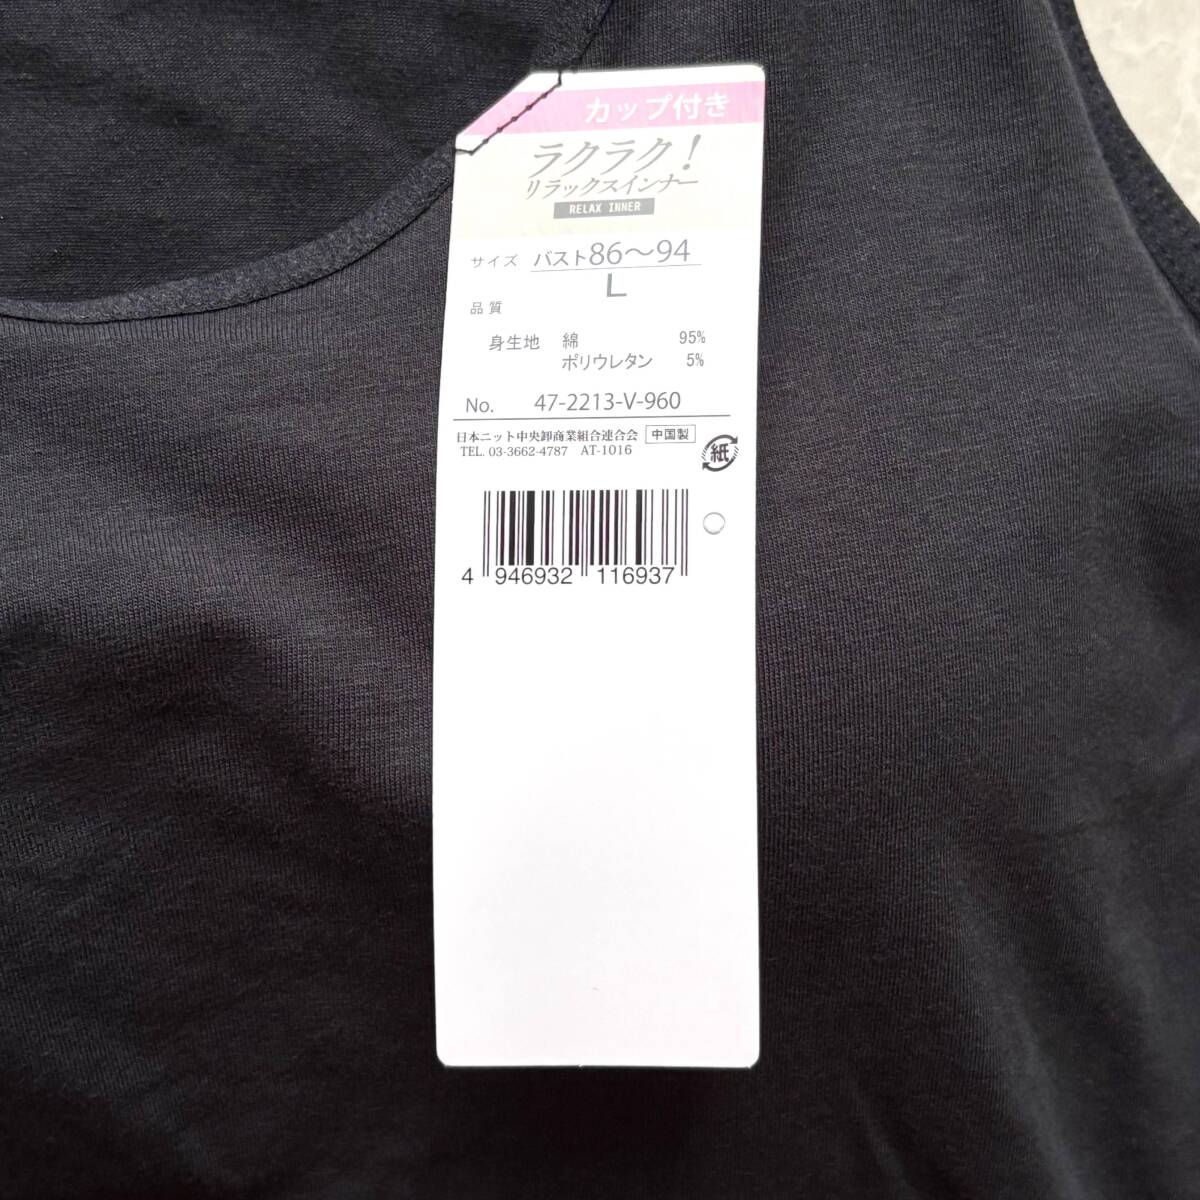 カップ付き
ラクラク!
リラックスインナー
RELAX INNER
サイズ バスト86～94
L
品質
身生地 綿 95%
ポリウレタン 5%
No. 47-2213-V-960
日本ニット中央卸商業組合連合会 中国製
TEL. 03-3662-4787 AT-1016
紙
4 946932 116937